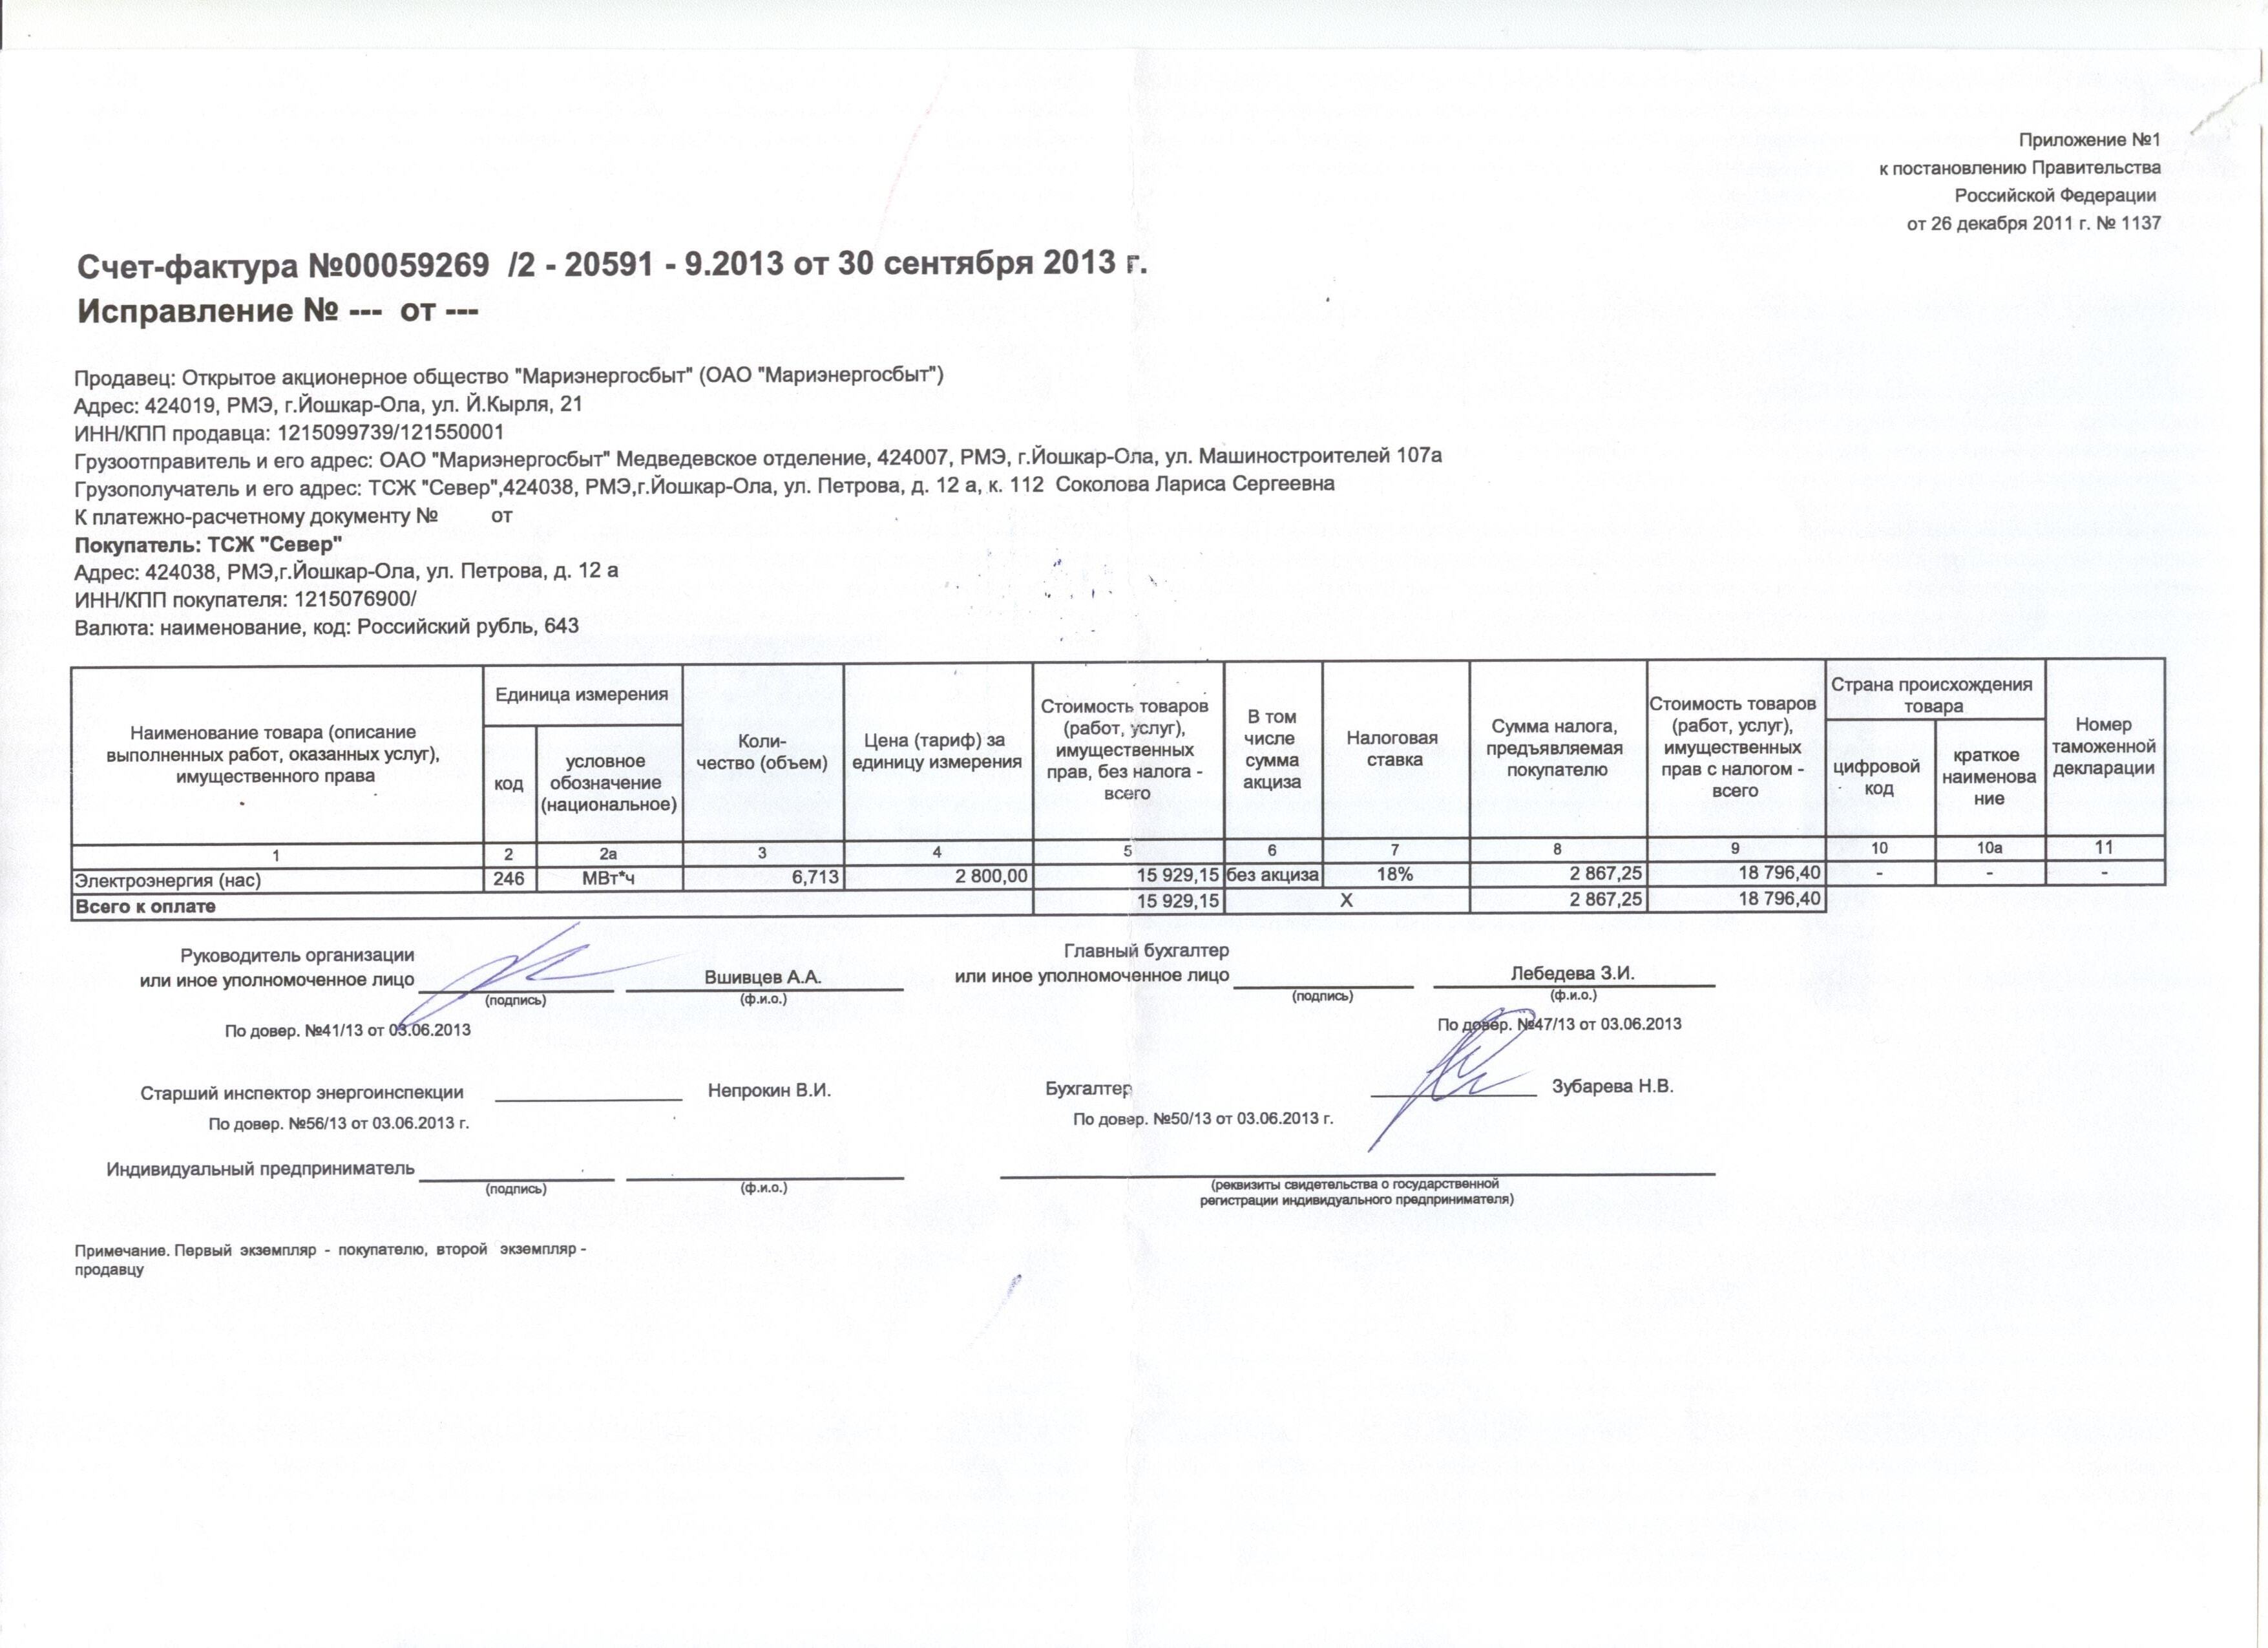 Приложение №1
к постановлению Правительства
Российской Федерации
от 26 декабря 2011 г. № 1137
Счет-фактура №00059269 /2 - 20591 - 9.2013 от 30 сентября 2013 г.
Исправление № --- от ---
Продавец: Открытое акционерное общество "Мариэнергосбыт" (ОАО "Мариэнергосбыт")
Адрес: 424019, РМЭ, г.Йошкар-Ола, ул. Й.Кырля, 21
ИНН/КПП продавца: 1215099739/121550001
Грузоотправитель и его адрес: ОАО "Мариэнергосбыт" Медведевское отделение, 424007, РМЭ, г.Йошкар-Ола, ул. Машиностроителей 107а
Грузополучатель и его адрес: ТСЖ "Север",424038, РМЭ,г.Йошкар-Ола, ул. Петрова, д. 12 а, к. 112 Соколова Лариса Сергеевна
К платежно-расчетному документу № от
Покупатель: ТСЖ "Север"
Адрес: 424038, РМЭ,г.Йошкар-Ола, ул. Петрова, д. 12 а
ИНН/КПП покупателя: 1215076900/
Валюта: наименование, код: Российский рубль, 643
Наименование товара (описание
выполненных работ, оказанных услуг),
имущественного права
Единица измерения
код
условное
обозначение
(национальное)
Коли-
чество (объем)
Цена (тариф) за
единицу измерения
Стоимость товаров
(работ, услуг),
имущественных
прав, без налога -
всего
В том
числе
сумма
акциза
Налоговая
ставка
Сумма налога,
предъявляемая
покупателю
Стоимость товаров
(работ, услуг),
имущественных
прав с налогом -
всего
Страна происхождения
товара
цифровой
код
краткое
наименова
ние
Номер
таможенной
декларации
1 2 2а 3 4 5 6 7 8 9 10 10а 11
Электроэнергия (нас) 246 МВт*ч 6,713 2 800,00 15 929,15 без акциза 18% 2 867,25 18 796,40 - - -
Всего к оплате 15 929,15 Х 2 867,25 18 796,40
Руководитель организации
или иное уполномоченное лицо Вшивцев А.А.
(подпись) (ф.и.о.)
По довер. №41/13 от 03.06.2013
Главный бухгалтер
или иное уполномоченное лицо Лебедева З.И.
(подпись) (ф.и.о.)
По довер. №47/13 от 03.06.2013
Старший инспектор энергоинспекции Непрокин В.И.
По довер. №56/13 от 03.06.2013 г.
Бухгалтер Зубарева Н.В.
По довер. №50/13 от 03.06.2013 г.
Индивидуальный предприниматель
(подпись) (ф.и.о.)
(реквизиты свидетельства о государственной
регистрации индивидуального предпринимателя)
Примечание. Первый экземпляр - покупателю, второй экземпляр -
продавцу